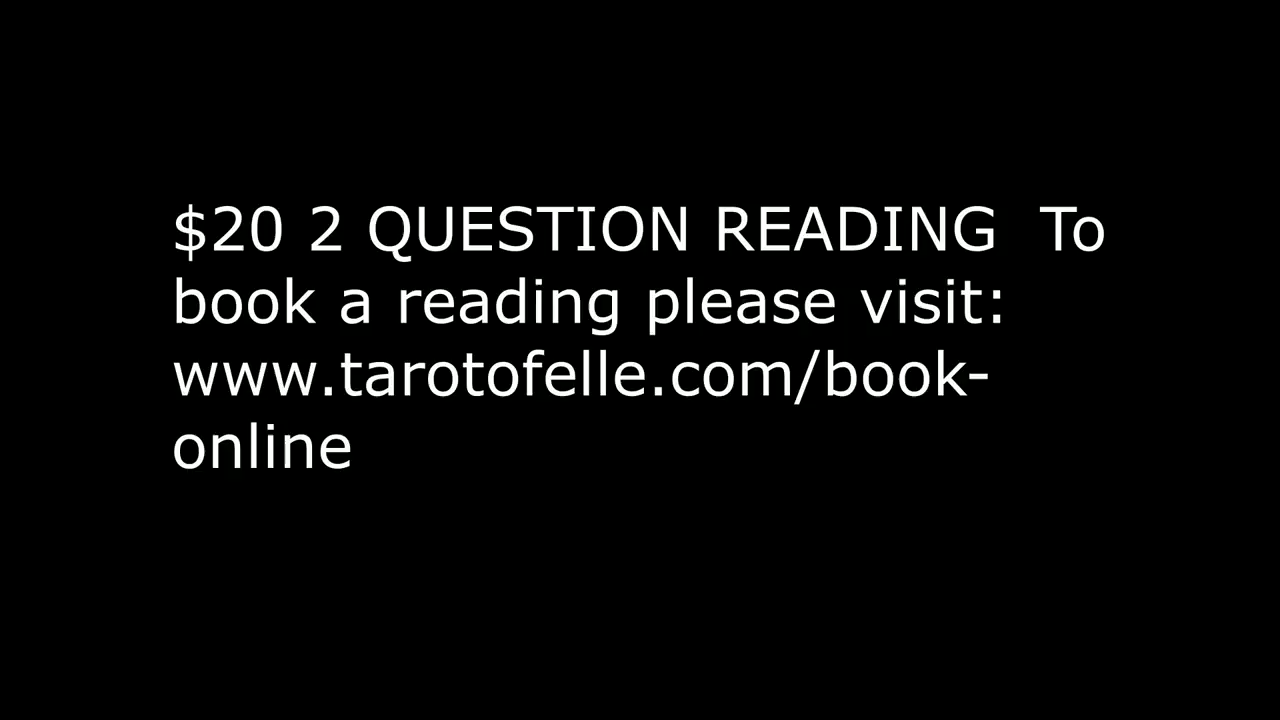 $20 2 QUESTION READING  To
book a reading please visit:
www.tarotofelle.com/book-
online